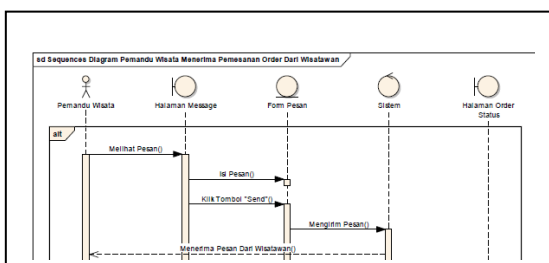 sd Sequences Diagram Pemandu Wisata Menerima Pemesanan Order Dari Wisatawan
Pemandu Wisata
Halaman Message
Form Pesan
Sistem
Halaman Order
Status
alt
Melihat Pesan()
Isi Pesan()
Klik Tombol "Send"()
Mengirim Pesan()
Menerima Pesan Dari Wisatawan()